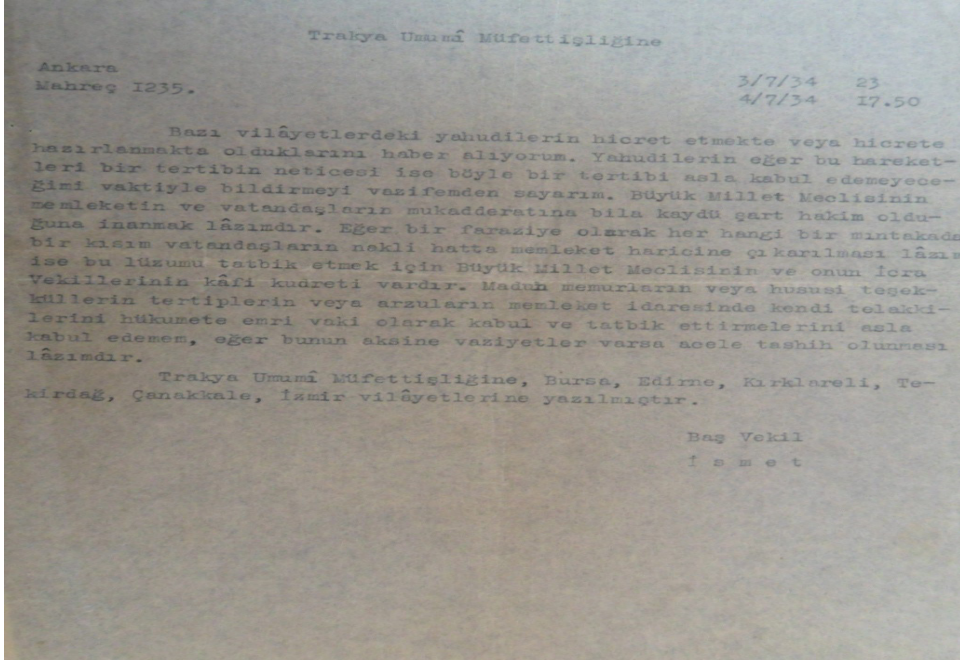 Trakya Umumî Müfettişliğine
Ankara
Mahreç I235.
3/7/34 23
4/7/34 I7.50
Bazı vilâyetlerdeki yahudilerin hicret etmekte veya hicrete
hazırlanmakta olduklarını haber alıyorum. Yahudilerin eğer bu hareket-
leri bir tertibin neticesi ise böyle bir tertibi asla kabul edemeyece-
ğimi vaktiyle bildirmeyi vazifemden sayarım. Büyük Millet Meclisinin
memleketin ve vatandaşların mukadderatına bila kaydü şart hakim oldu-
ğuna inanmak lâzımdır. Eğer bir faraziye olarak her hangi bir mıntakada
bir kısım vatandaşların nakli hatta memleket haricine çıkarılması lâzım
ise bu lüzumu tatbik etmek için Büyük Millet Meclisinin ve onun İcra
Vekillerinin kâfi kudreti vardır. Madun memurların veya hususi teşek-
küllerin tertiplerin veya arzuların memleket idaresinde kendi telakki-
lerini hükumete emri vaki olarak kabul ve tatbik ettirmelerini asla
kabul edemem, eğer bunun aksine vaziyetler varsa acele tashih olunması
lâzımdır.
Trakya Umumî Müfettişliğine, Bursa, Edirne, Kırklareli, Te-
kirdağ, Çanakkale, İzmir vilâyetlerine yazılmıştır.
Baş Vekil
İ s m e t